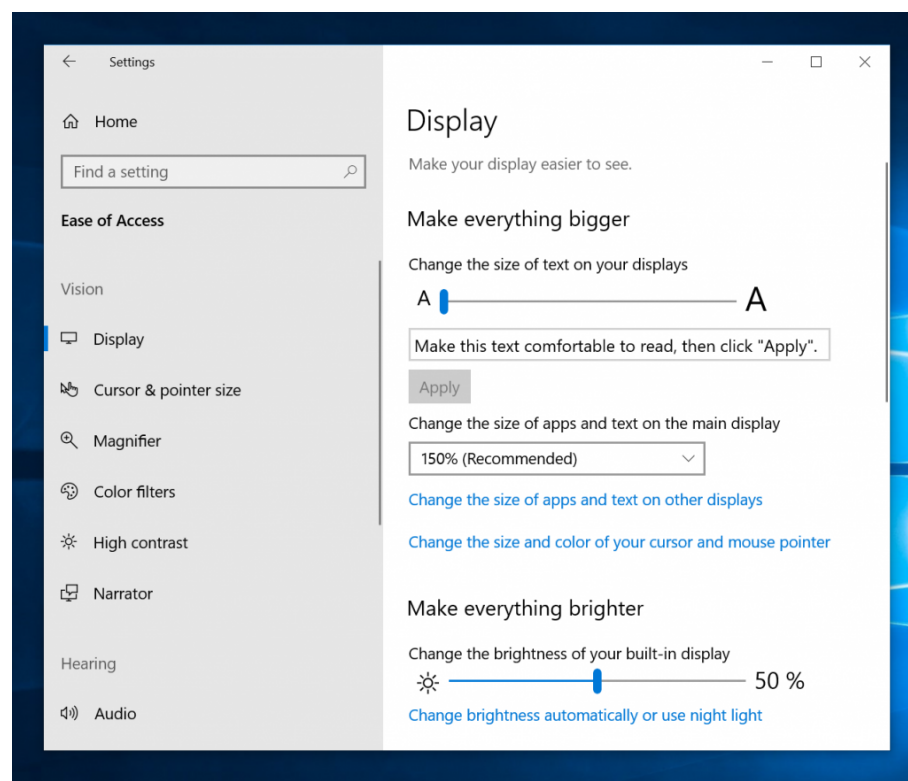 Settings
Home
Find a setting
Ease of Access
Vision
Display
Cursor & pointer size
Magnifier
Color filters
High contrast
Narrator
Hearing
Audio
Display
Make your display easier to see.
Make everything bigger
Change the size of text on your displays
A A
Make this text comfortable to read, then click "Apply".
Apply
Change the size of apps and text on the main display
150% (Recommended)
Change the size of apps and text on other displays
Change the size and color of your cursor and mouse pointer
Make everything brighter
Change the brightness of your built-in display
50 %
Change brightness automatically or use night light